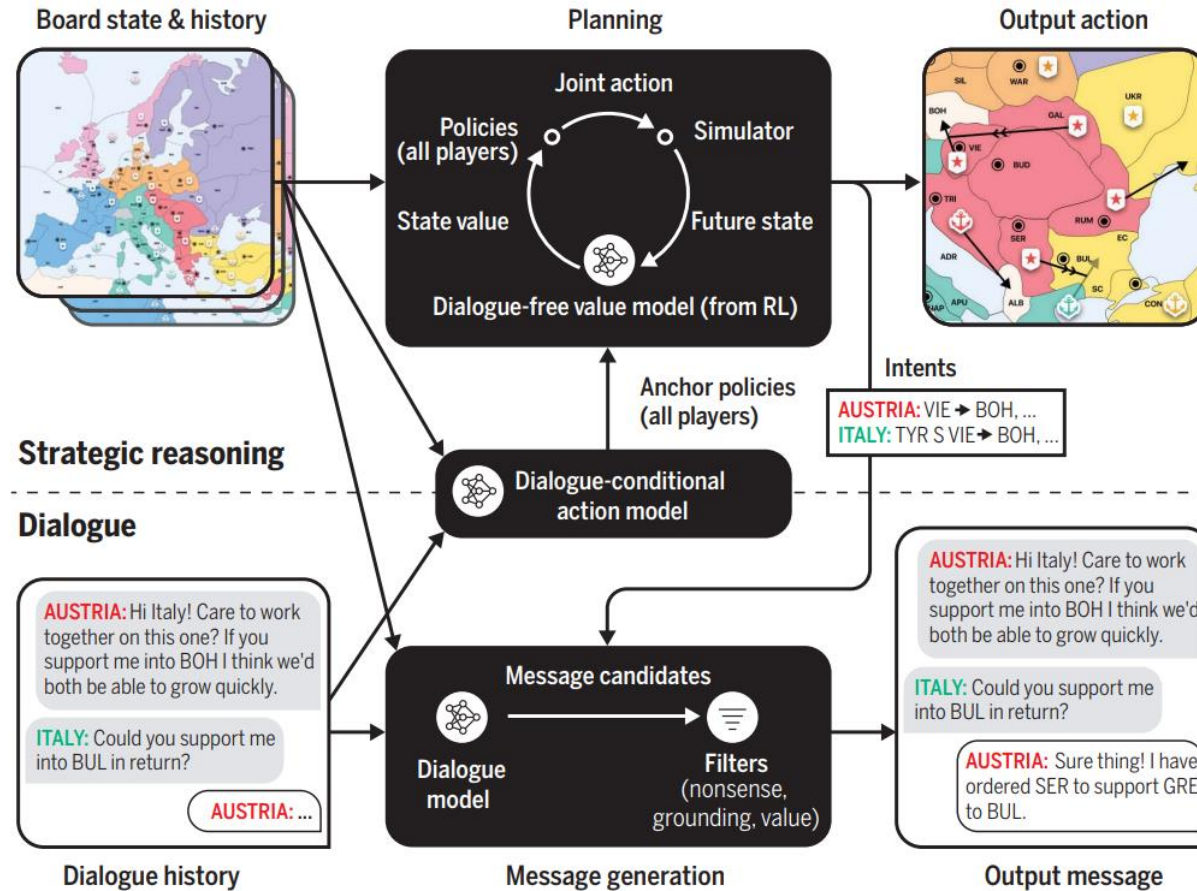 Board state & history
Planning
Output action
Joint action
Policies
(all players)
Simulator
State value
Future state
Dialogue-free value model (from RL)
SIL
WAR
UKR
BOH
GAL
VIE
BUD
TRI
RUM
SER
EC
ADR
BUL
SC
ALB
APU
CON
Anchor policies
(all players)
Intents
AUSTRIA: VIE → BOH, ...
ITALY: TYR S VIE → BOH, ...
Strategic reasoning
Dialogue-conditional
action model
Dialogue
AUSTRIA: Hi Italy! Care to work
together on this one? If you
support me into BOH I think we'd
both be able to grow quickly.
ITALY: Could you support me
into BUL in return?
AUSTRIA: ...
Dialogue history
Message candidates
Dialogue
model
Filters
(nonsense,
grounding, value)
Message generation
AUSTRIA: Hi Italy! Care to work
together on this one? If you
support me into BOH I think we'd
both be able to grow quickly.
ITALY: Could you support me
into BUL in return?
AUSTRIA: Sure thing! I have
ordered SER to support GRE
to BUL.
Output message